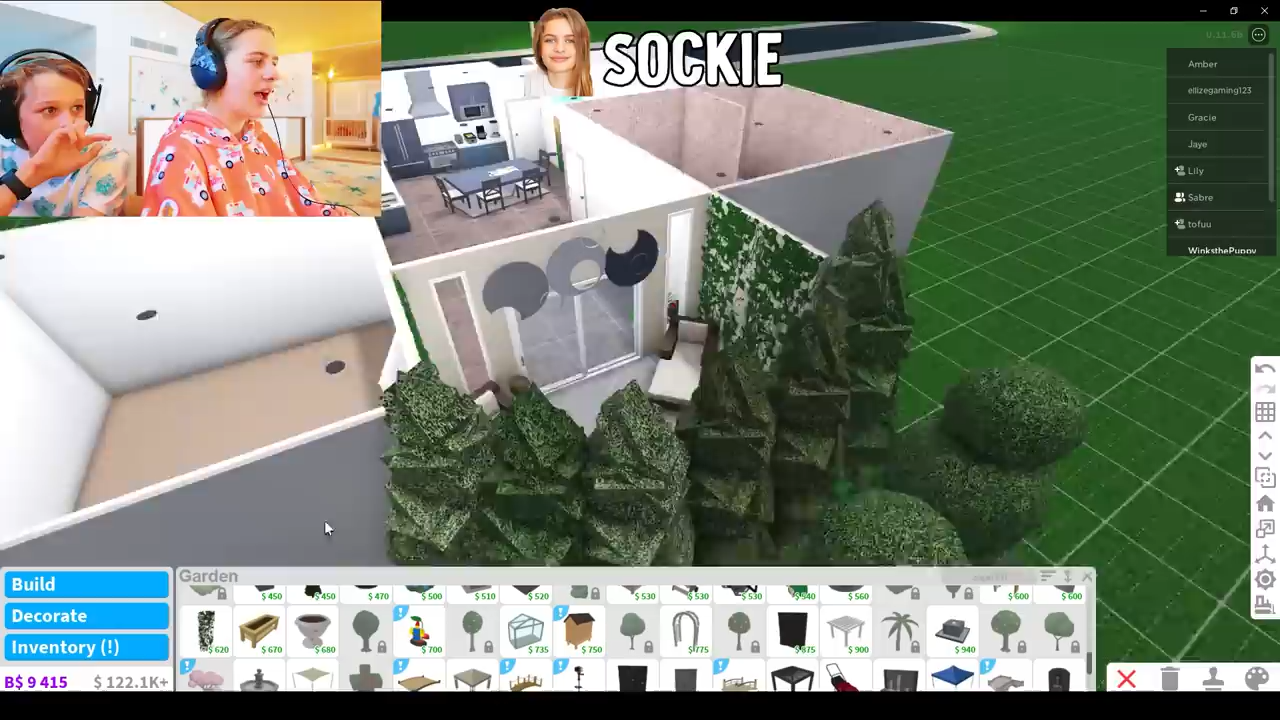 SOCKIE
Amber
ellizegaming123
Gracie
Jaye
Lily
Sabre
tofuu
WinksthePuppy
Build
Decorate
Inventory (!)
B$ 9 415
$ 122.1K+
Garden
$ 450
$ 450
$ 470
$ 500
$ 510
$ 520
$ 530
$ 530
$ 530
$ 560
$ 600
$ 600
$ 620
$ 670
$ 680
$ 700
$ 735
$ 750
$ 775
$ 875
$ 900
$ 940